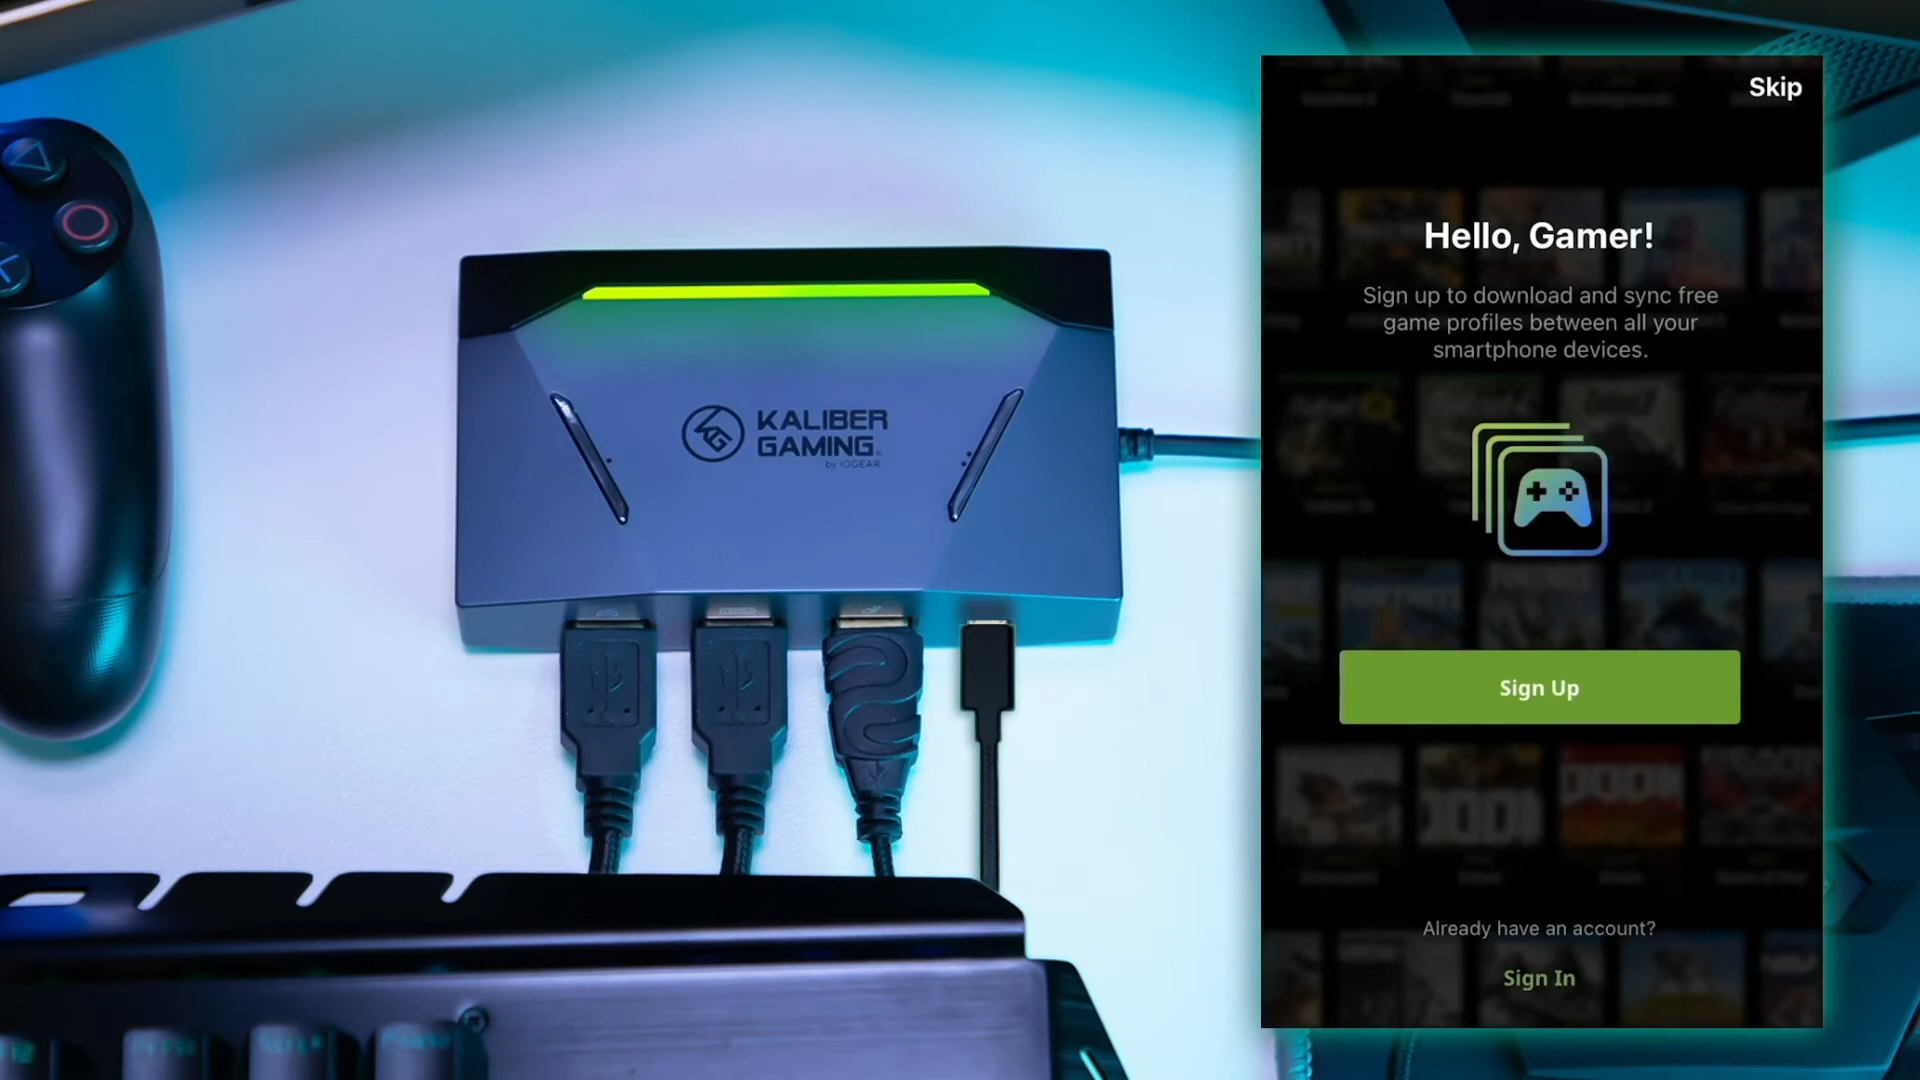 KALIBER
GAMING
by IOGEAR
Skip
Hello, Gamer!
Sign up to download and sync free
game profiles between all your
smartphone devices.
Sign Up
Already have an account?
Sign In